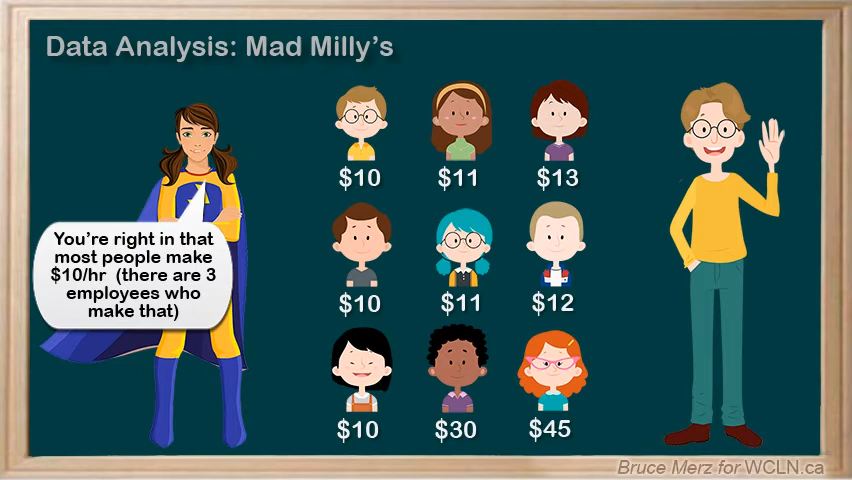 Data Analysis: Mad Milly's
You're right in that
most people make
$10/hr (there are 3
employees who
make that)
$10 $11 $13
$10 $11 $12
$10 $30 $45
Bruce Merz for WCLN.ca